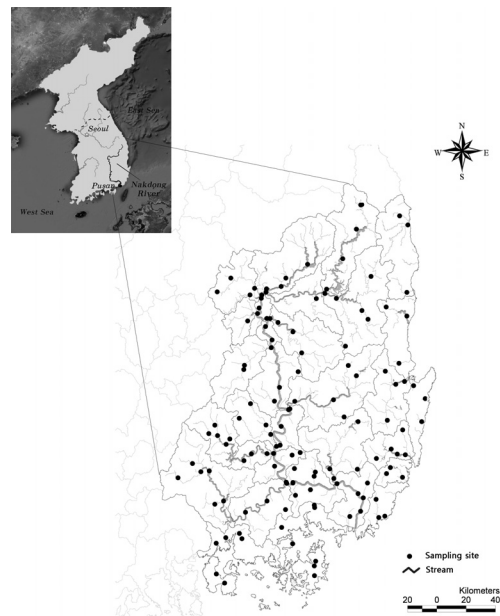 East Sea
Seoul
Pusan
Nakdong
River
West Sea
N
W E
S
Sampling site
Stream
Kilometers
20 0 20 40